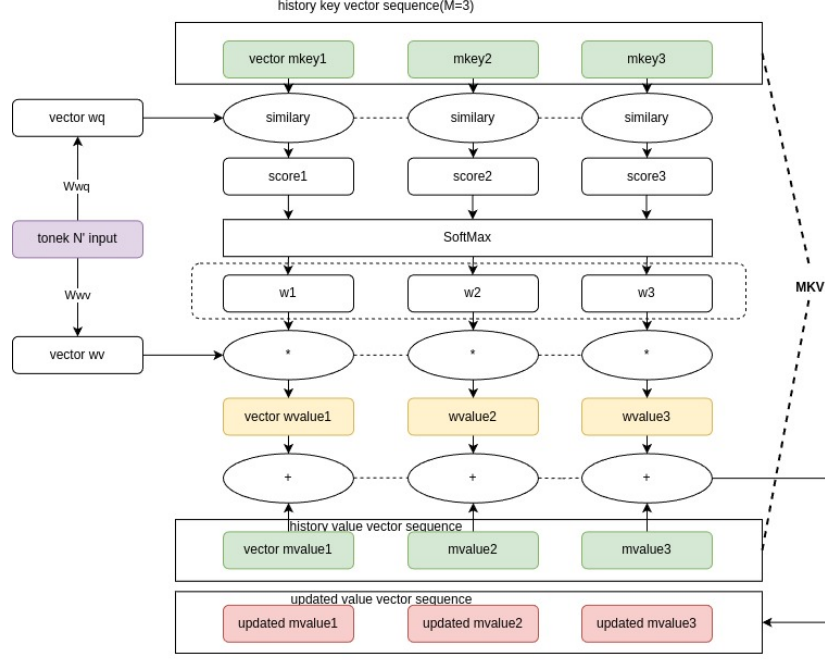 history key vector sequence(M=3)
vector mkey1 mkey2 mkey3
vector wq similary similary similary
score1 score2 score3
Wwq
tonek N' input SoftMax
w1 w2 w3 MKV
Wwv
vector wv * * *
vector wvalue1 wvalue2 wvalue3
+ + +
history value vector sequence
vector mvalue1 mvalue2 mvalue3
updated value vector sequence
updated mvalue1 updated mvalue2 updated mvalue3